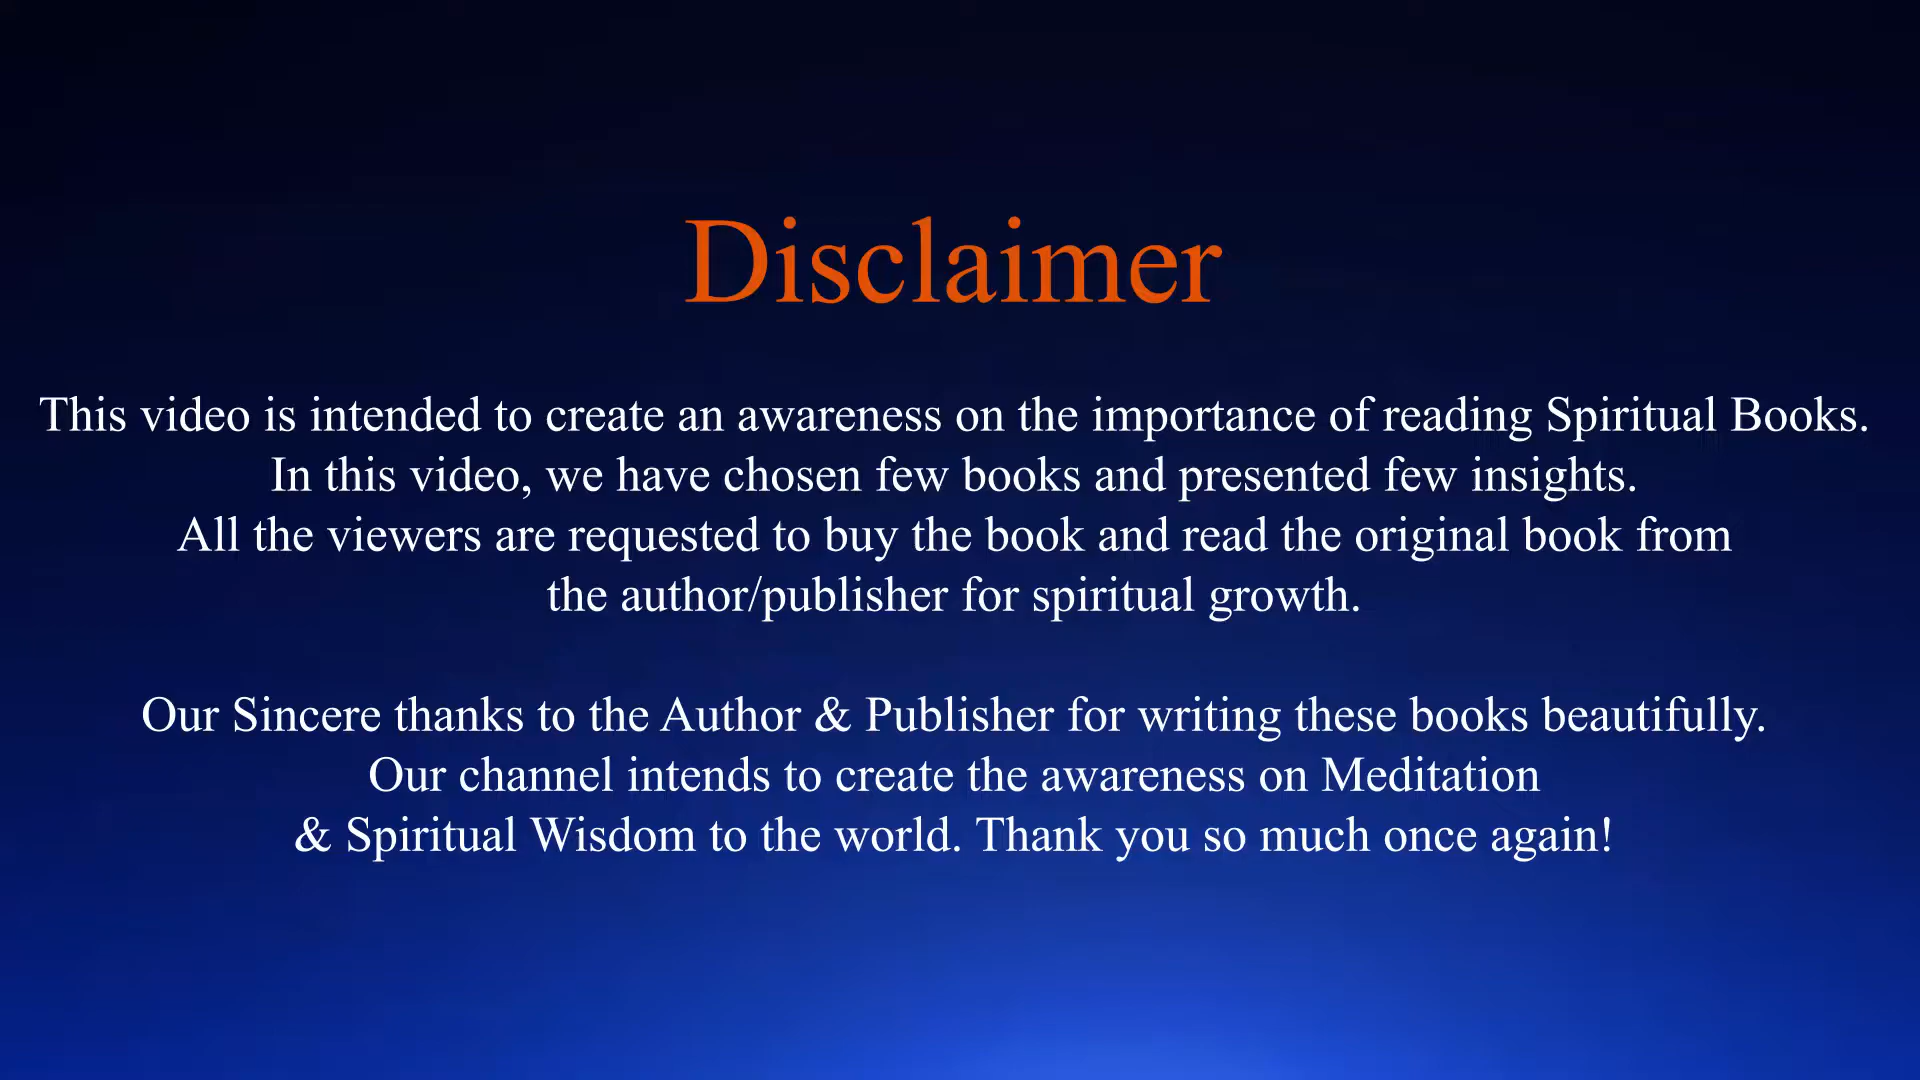 Disclaimer
This video is intended to create an awareness on the importance of reading Spiritual Books.
In this video, we have chosen few books and presented few insights.
All the viewers are requested to buy the book and read the original book from
the author/publisher for spiritual growth.
Our Sincere thanks to the Author & Publisher for writing these books beautifully.
Our channel intends to create the awareness on Meditation
& Spiritual Wisdom to the world. Thank you so much once again!